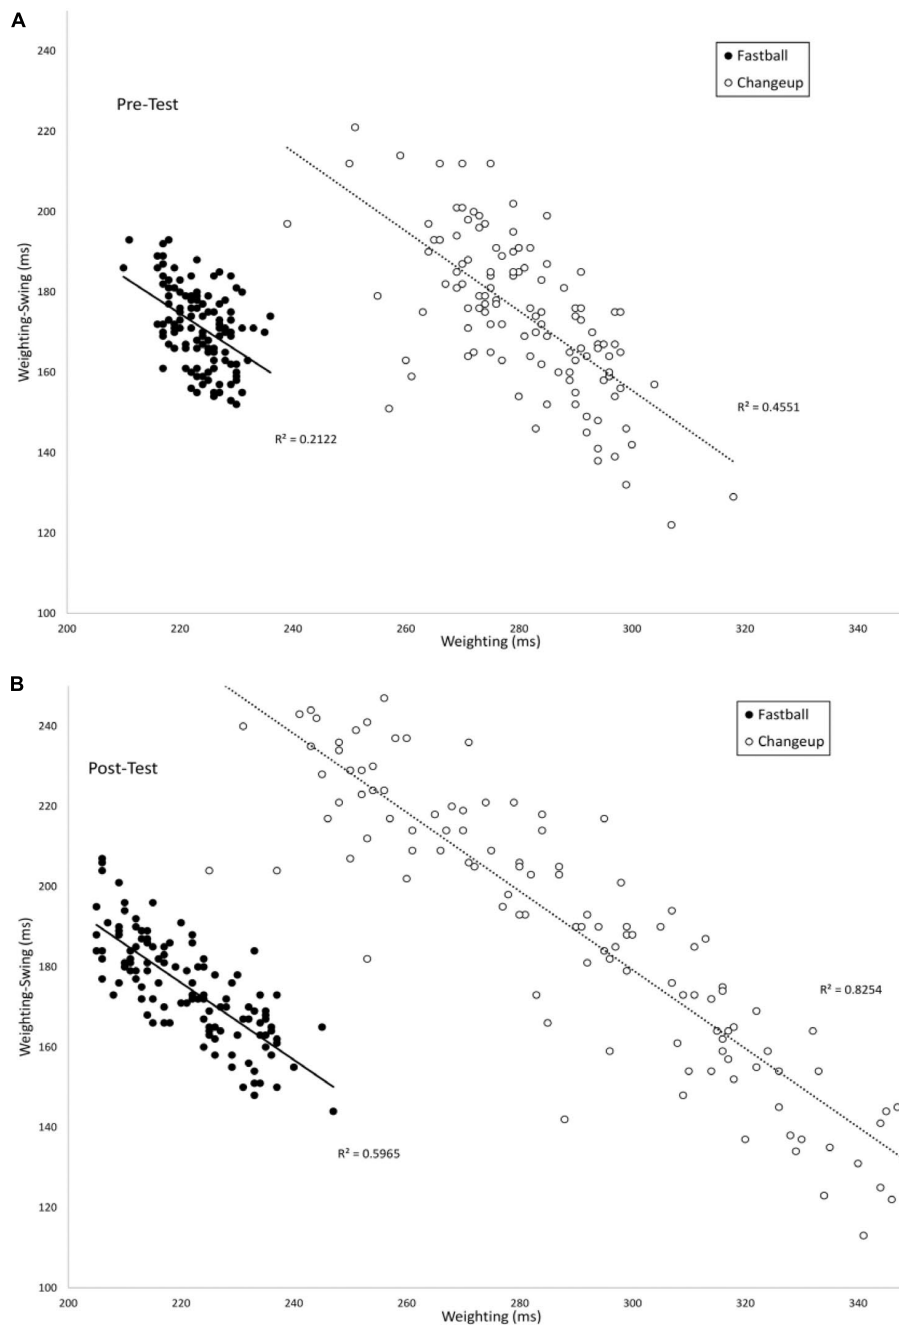 A
Pre-Test
Fastball
Changeup
Weighting-Swing (ms)
240
220
200
180
160
140
120
100
R² = 0.2122
R² = 0.4551
200
220
240
260
280
300
320
340
Weighting (ms)
B
Post-Test
Fastball
Changeup
Weighting-Swing (ms)
240
220
200
180
160
140
120
100
R² = 0.8254
R² = 0.5965
200
220
240
260
280
300
320
340
Weighting (ms)